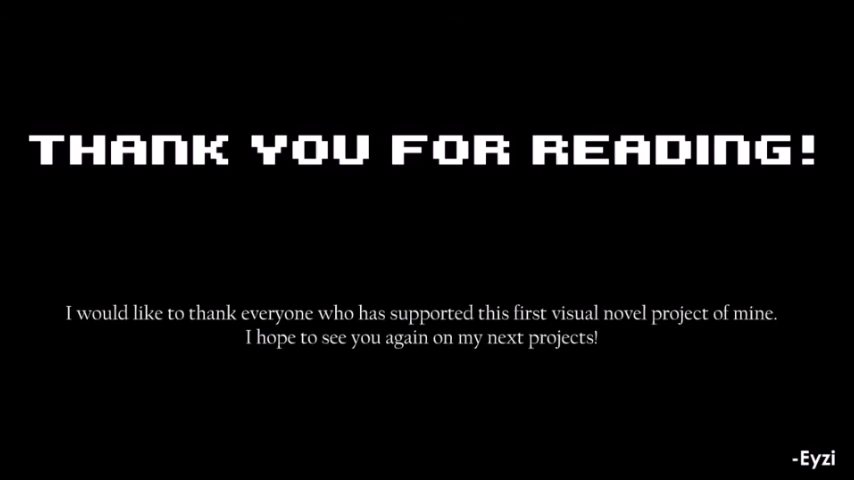 THANK YOU FOR READING!
I would like to thank everyone who has supported this first visual novel project of mine.
I hope to see you again on my next projects!
-Eyzi